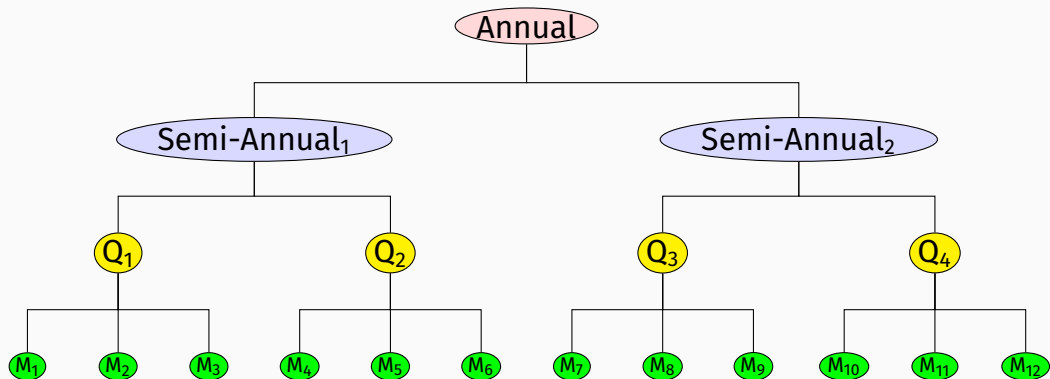 Annual
Semi-Annual₁ Semi-Annual₂
Q₁ Q₂ Q₃ Q₄
M₁ M₂ M₃ M₄ M₅ M₆ M₇ M₈ M₉ M₁₀ M₁₁ M₁₂